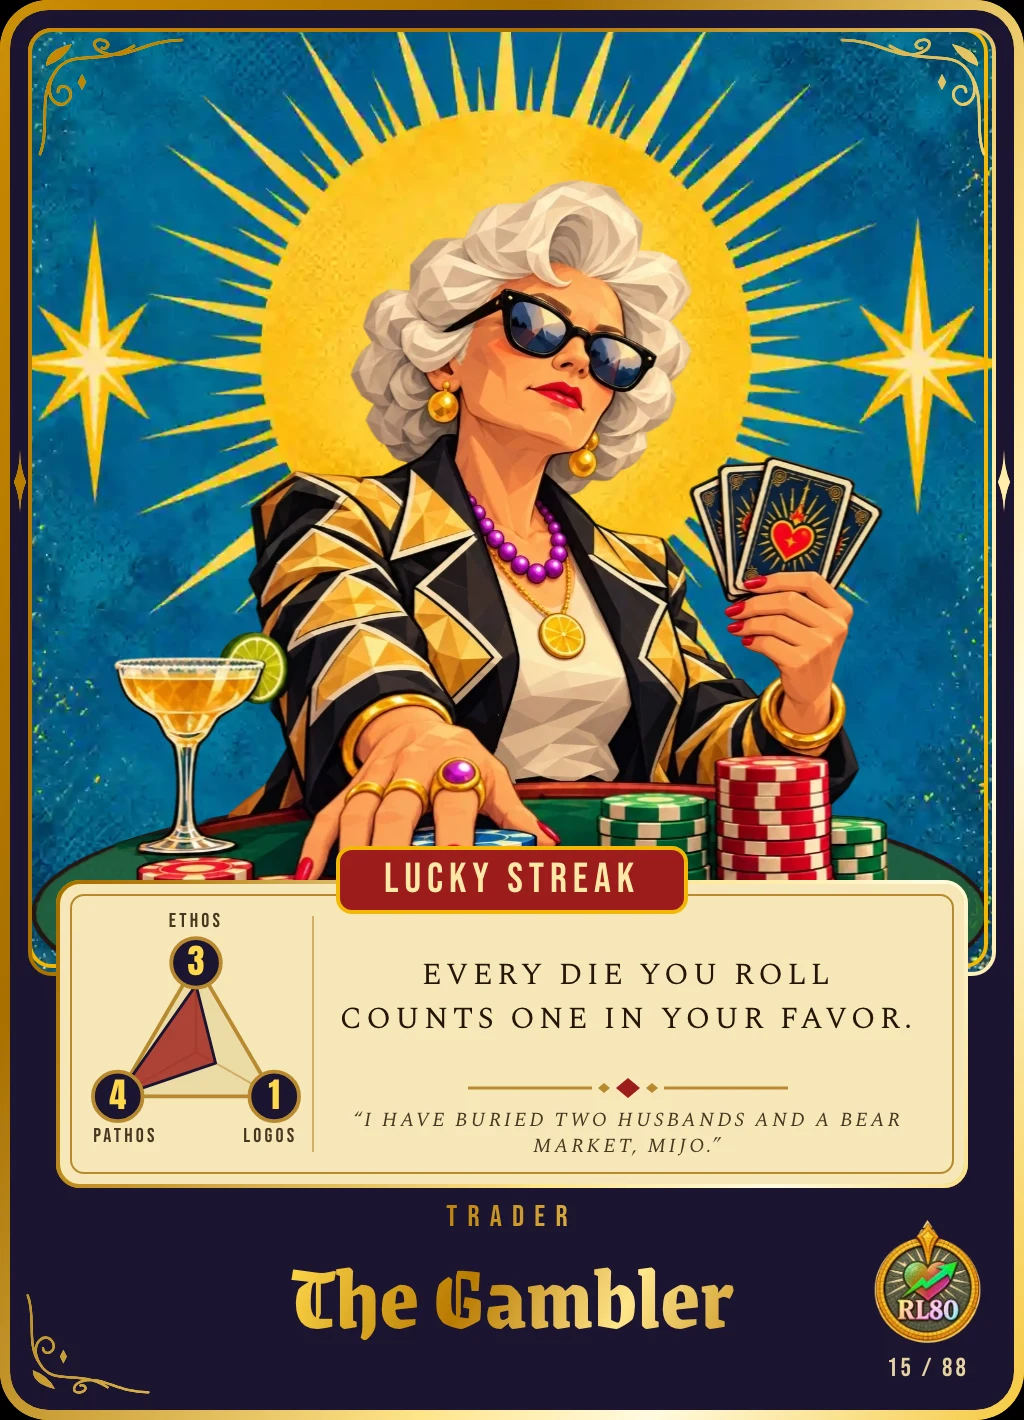 LUCKY STREAK
ETHOS
3
4
1
PATHOS
LOGOS
EVERY DIE YOU ROLL
COUNTS ONE IN YOUR FAVOR.
“I HAVE BURIED TWO HUSBANDS AND A BEAR
MARKET, MIJO.”
TRADER
The Gambler
RL80
15 / 88